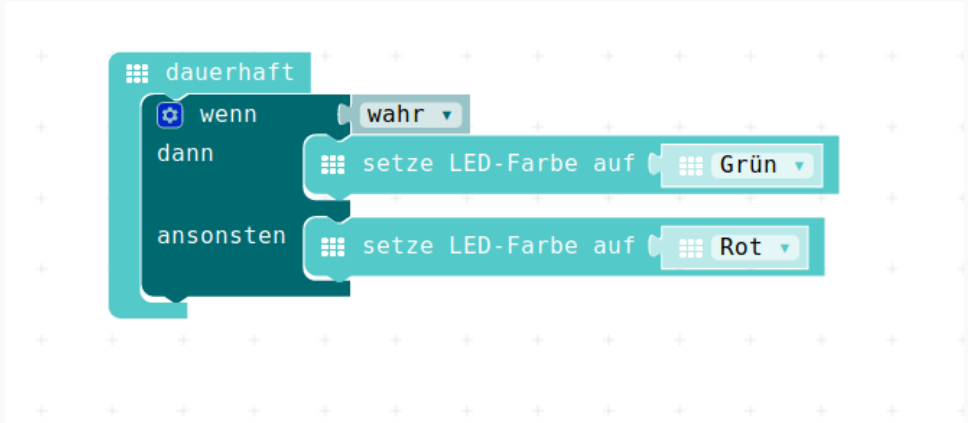 dauerhaft
wenn wahr
dann
setze LED-Farbe auf Grün
ansonsten
setze LED-Farbe auf Rot